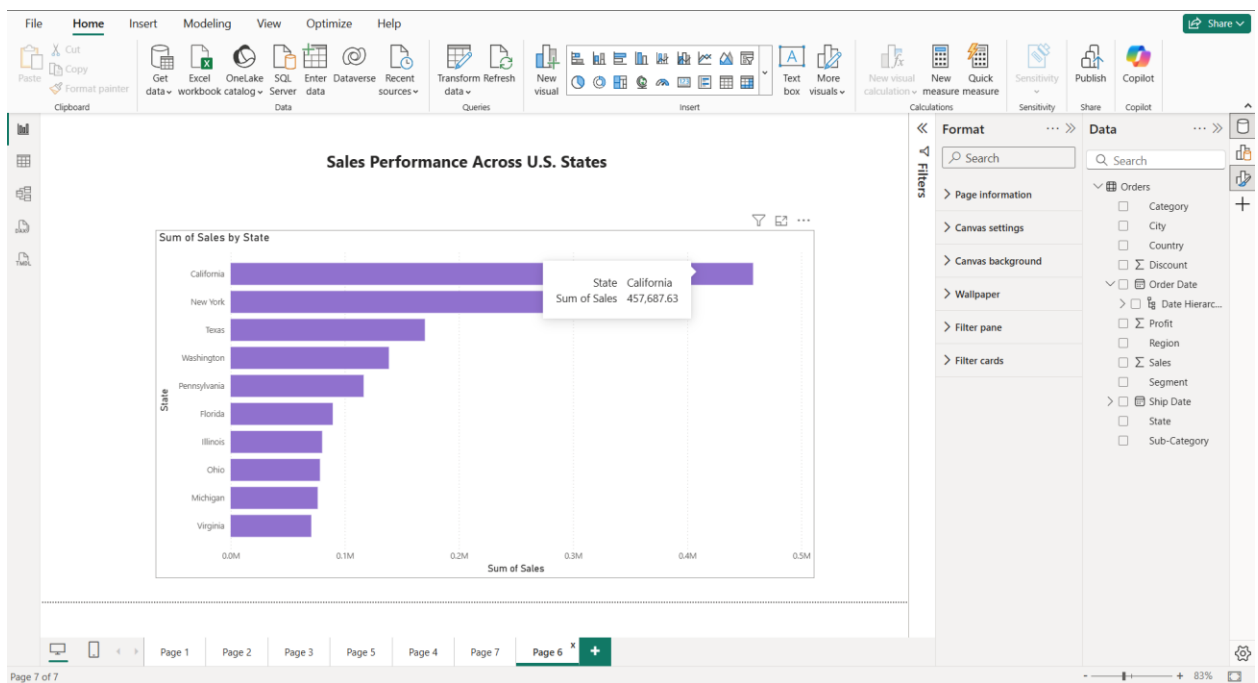 File Home Insert Modeling View Optimize Help Share
Paste
Cut
Copy
Format painter
Clipboard
Get data
Excel workbook
OneLake catalog
SQL Server
Enter data
Dataverse
Recent sources
Data
Transform data
Refresh
Queries
New visual
Text box
More visuals
Insert
New visual calculation
New measure
Quick measure
Calculations
Sensitivity
Sensitivity
Publish
Share
Copilot
Copilot
Sales Performance Across U.S. States
Sum of Sales by State
State
California
New York
Texas
Washington
Pennsylvania
Florida
Illinois
Ohio
Michigan
Virginia
State California
Sum of Sales 457,687.63
0.0M 0.1M 0.2M 0.3M 0.4M 0.5M
Sum of Sales
Filters
Format
Search
Page information
Canvas settings
Canvas background
Wallpaper
Filter pane
Filter cards
Data
Search
Orders
Category
City
Country
Discount
Order Date
Date Hierarc...
Profit
Region
Sales
Segment
Ship Date
State
Sub-Category
Page 1 Page 2 Page 3 Page 5 Page 4 Page 7 Page 6 x +
Page 7 of 7
- + 83%